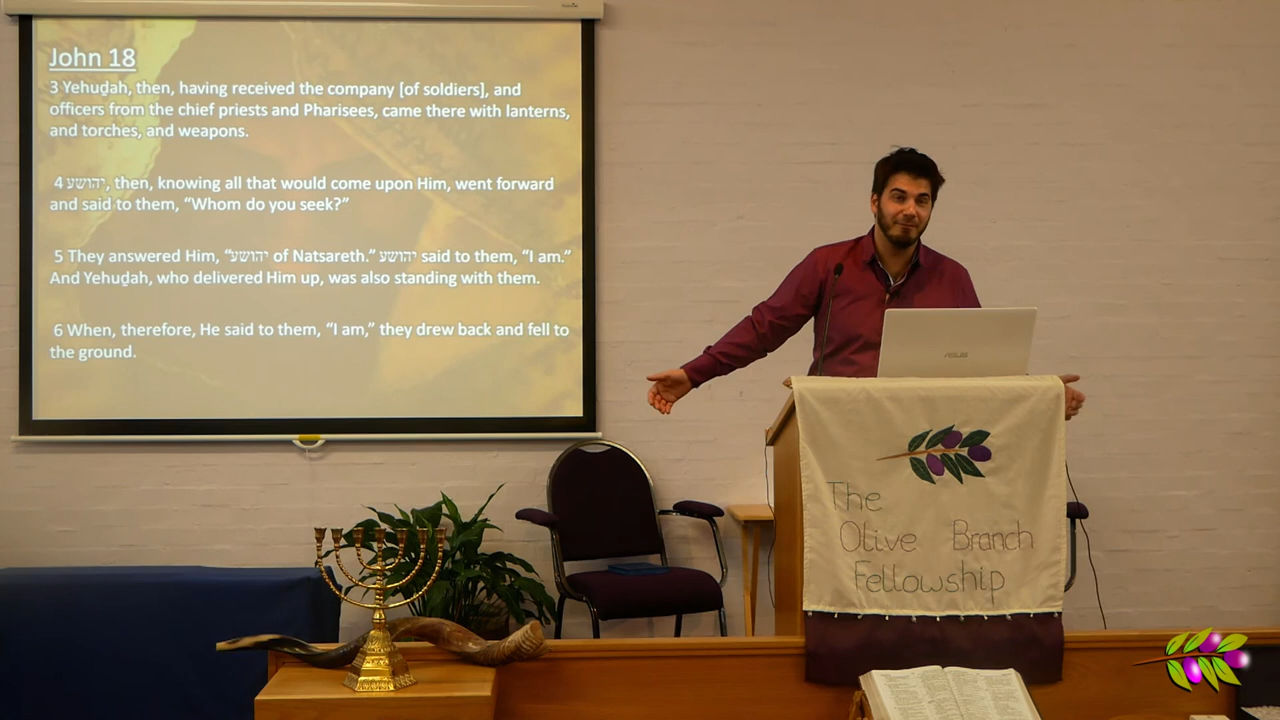 John 18
3 Yehuḏah, then, having received the company [of soldiers], and
officers from the chief priests and Pharisees, came there with lanterns,
and torches, and weapons.
4 יהושע, then, knowing all that would come upon Him, went forward
and said to them, “Whom do you seek?”
5 They answered Him, “יהושע of Natsareth.” יהושע said to them, “I am.”
And Yehuḏah, who delivered Him up, was also standing with them.
6 When, therefore, He said to them, “I am,” they drew back and fell to
the ground.
ASUS
The
Olive Branch
Fellowship